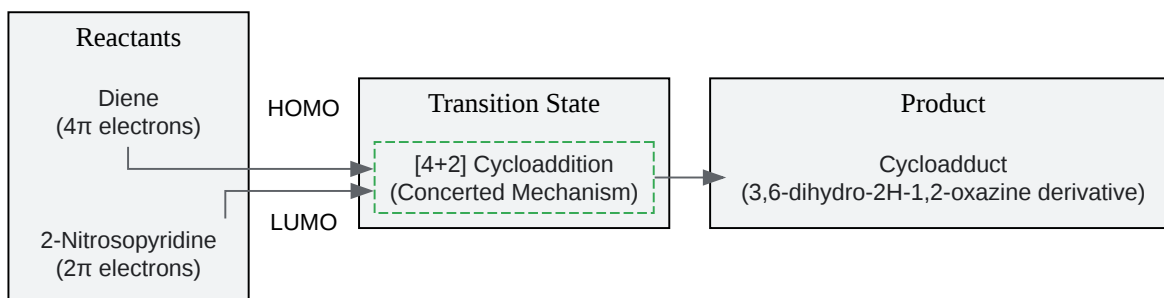 Reactants
Diene
(4π electrons)
2-Nitrosopyridine
(2π electrons)
HOMO
LUMO
Transition State
[4+2] Cycloaddition
(Concerted Mechanism)
Product
Cycloadduct
(3,6-dihydro-2H-1,2-oxazine derivative)